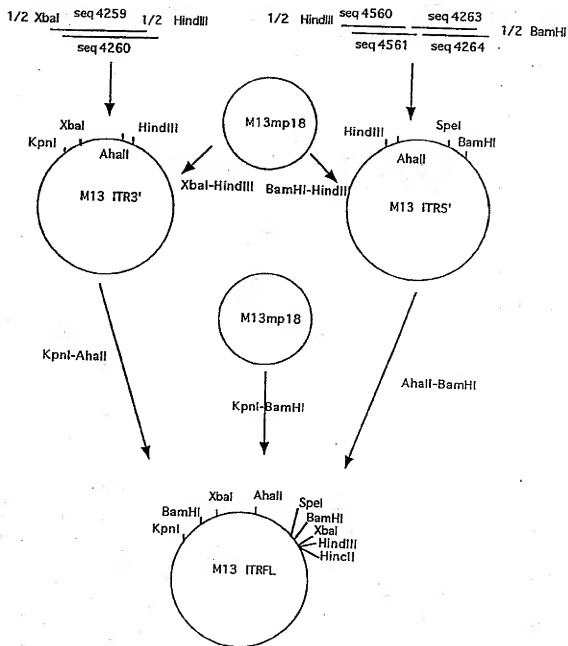 1/2 XbaI seq 4259 1/2 HindIII
seq 4260
1/2 HindIII seq 4560 seq 4263 1/2 BamHI
seq 4561 seq 4264
KpnI XbaI AhaII HindIII
M13 ITR3'
M13mp18
XbaI-HindIII
BamHI-HindII
HindIII AhaII SpeI BamHI
M13 ITR5'
M13mp18
KpnI-AhaII
KpnI-BamHI
AhaII-BamHI
KpnI
BamHI
XbaI
AhaII
SpeI
BamHI
XbaI
HindIII
HincII
M13 ITRFL